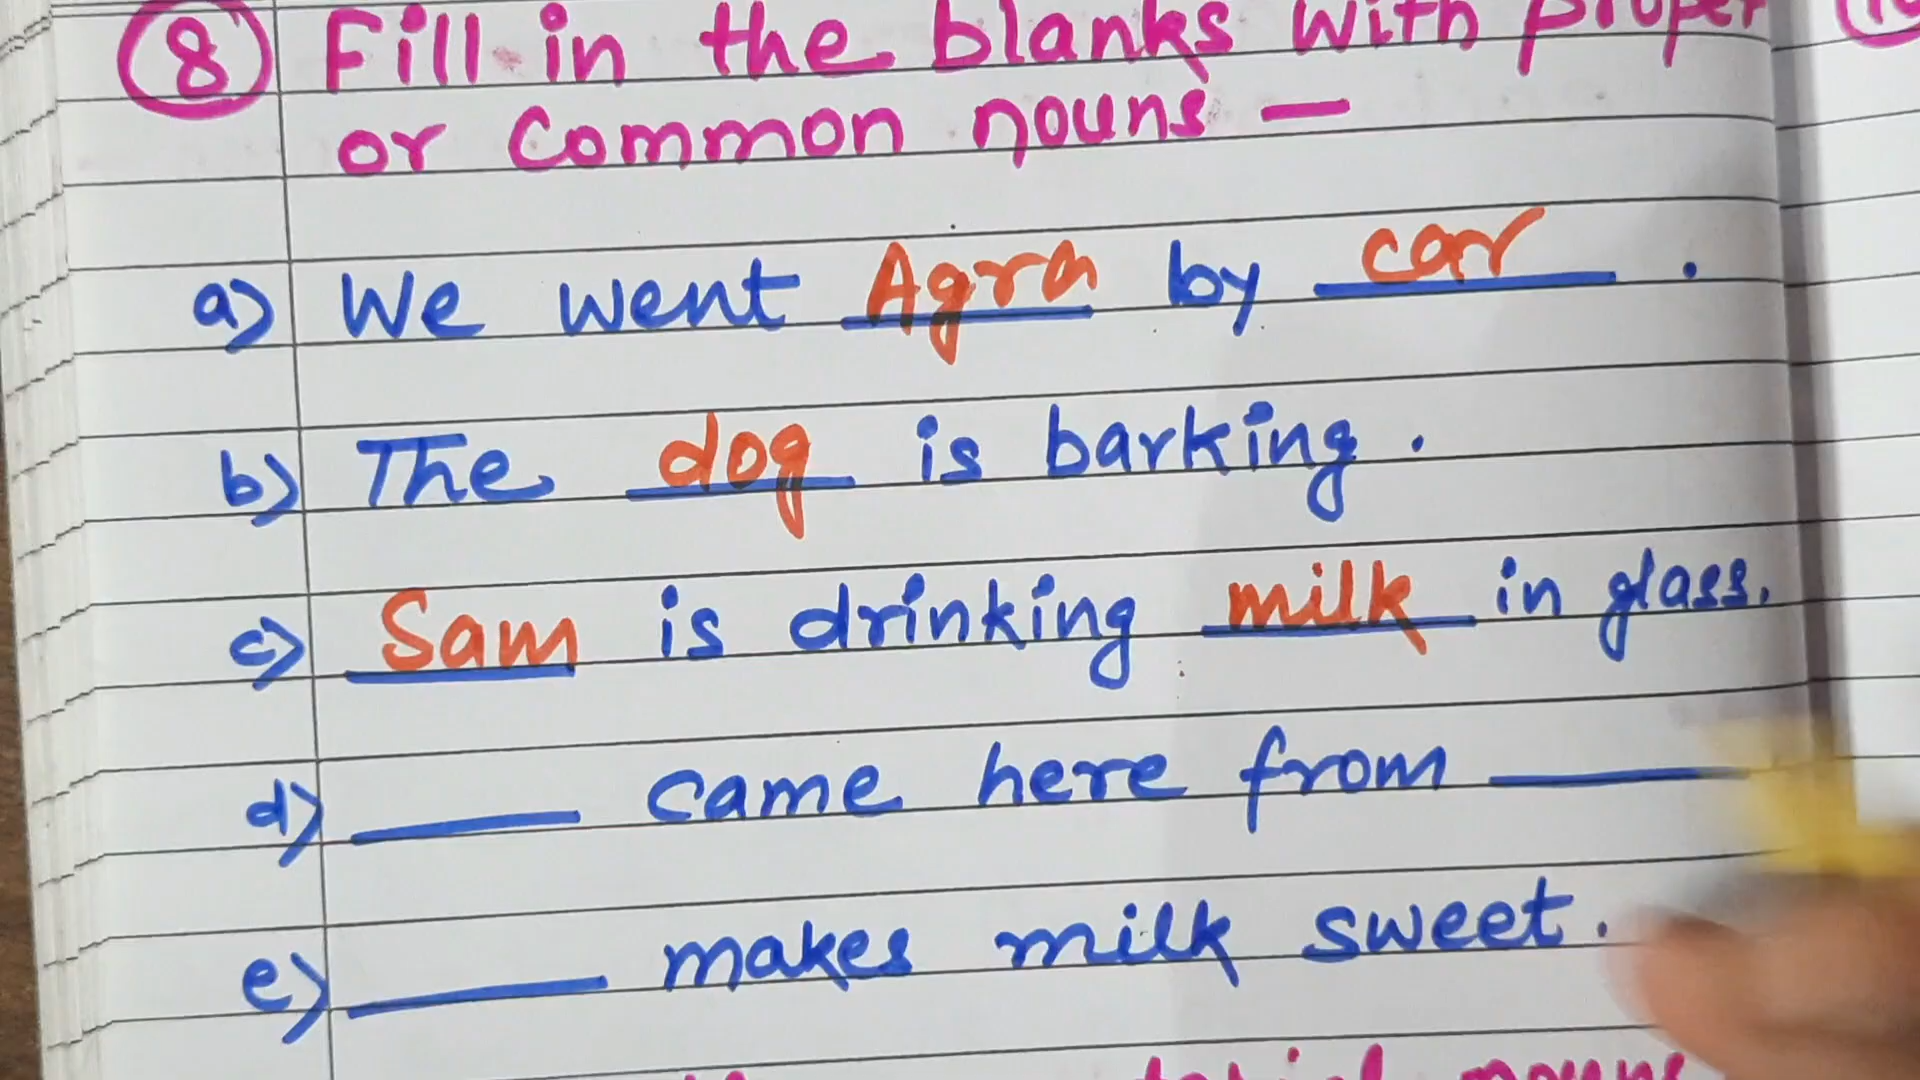 8 Fill in the blanks with proper
or common nouns —
a) We went Agra by car .
b) The dog is barking .
c) Sam is drinking milk in glass.
d) ____ came here from ____
e) ____ makes milk sweet .
nouns